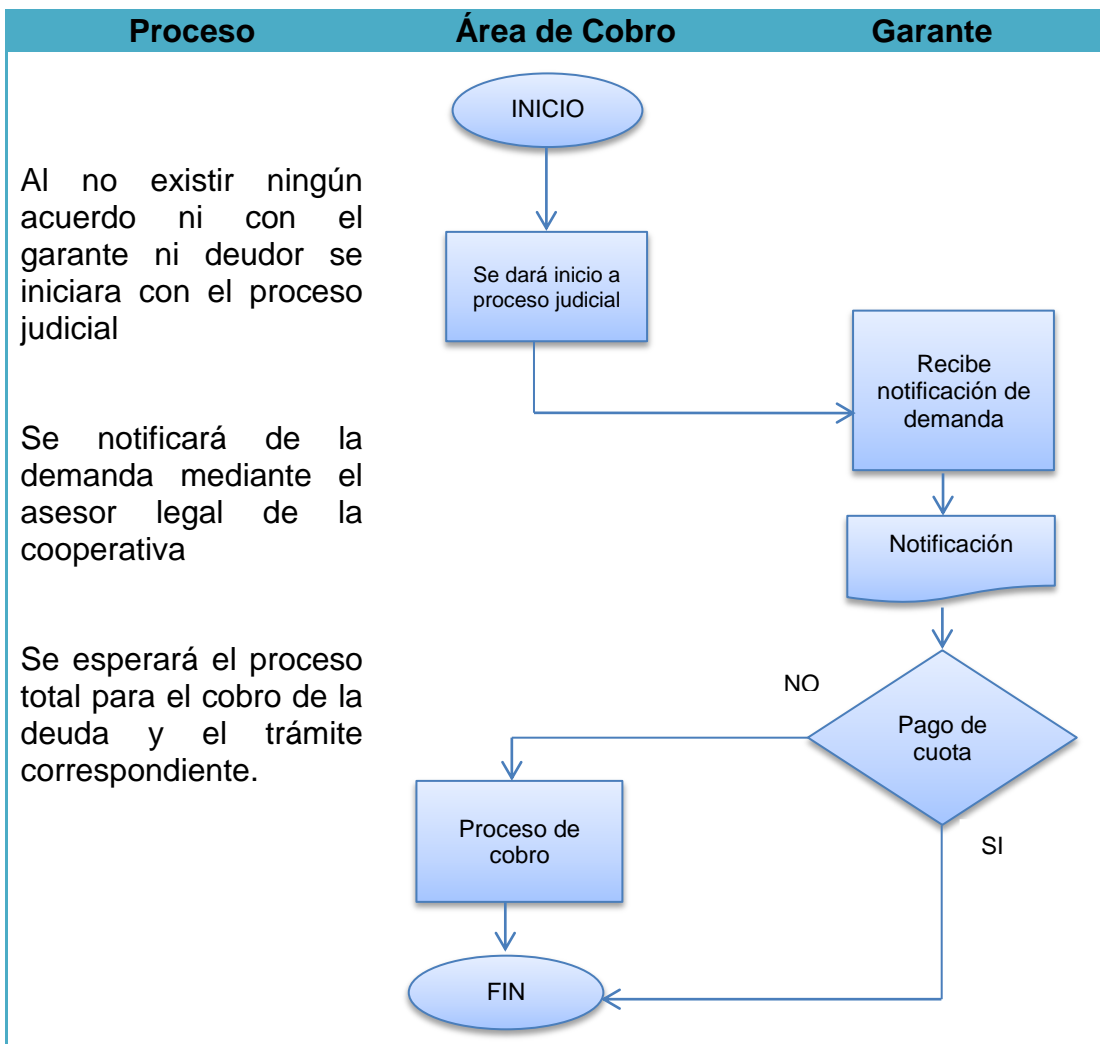 Proceso Área de Cobro Garante
INICIO
Al no existir ningún
acuerdo ni con el
garante ni deudor se
iniciara con el proceso
judicial
Se dará inicio a
proceso judicial
Recibe
notificación de
demanda
Se notificará de la
demanda mediante el
asesor legal de la
cooperativa
Notificación
Se esperará el proceso
total para el cobro de la
deuda y el trámite
correspondiente.
NO
Pago de
cuota
Proceso de
cobro
SI
FIN